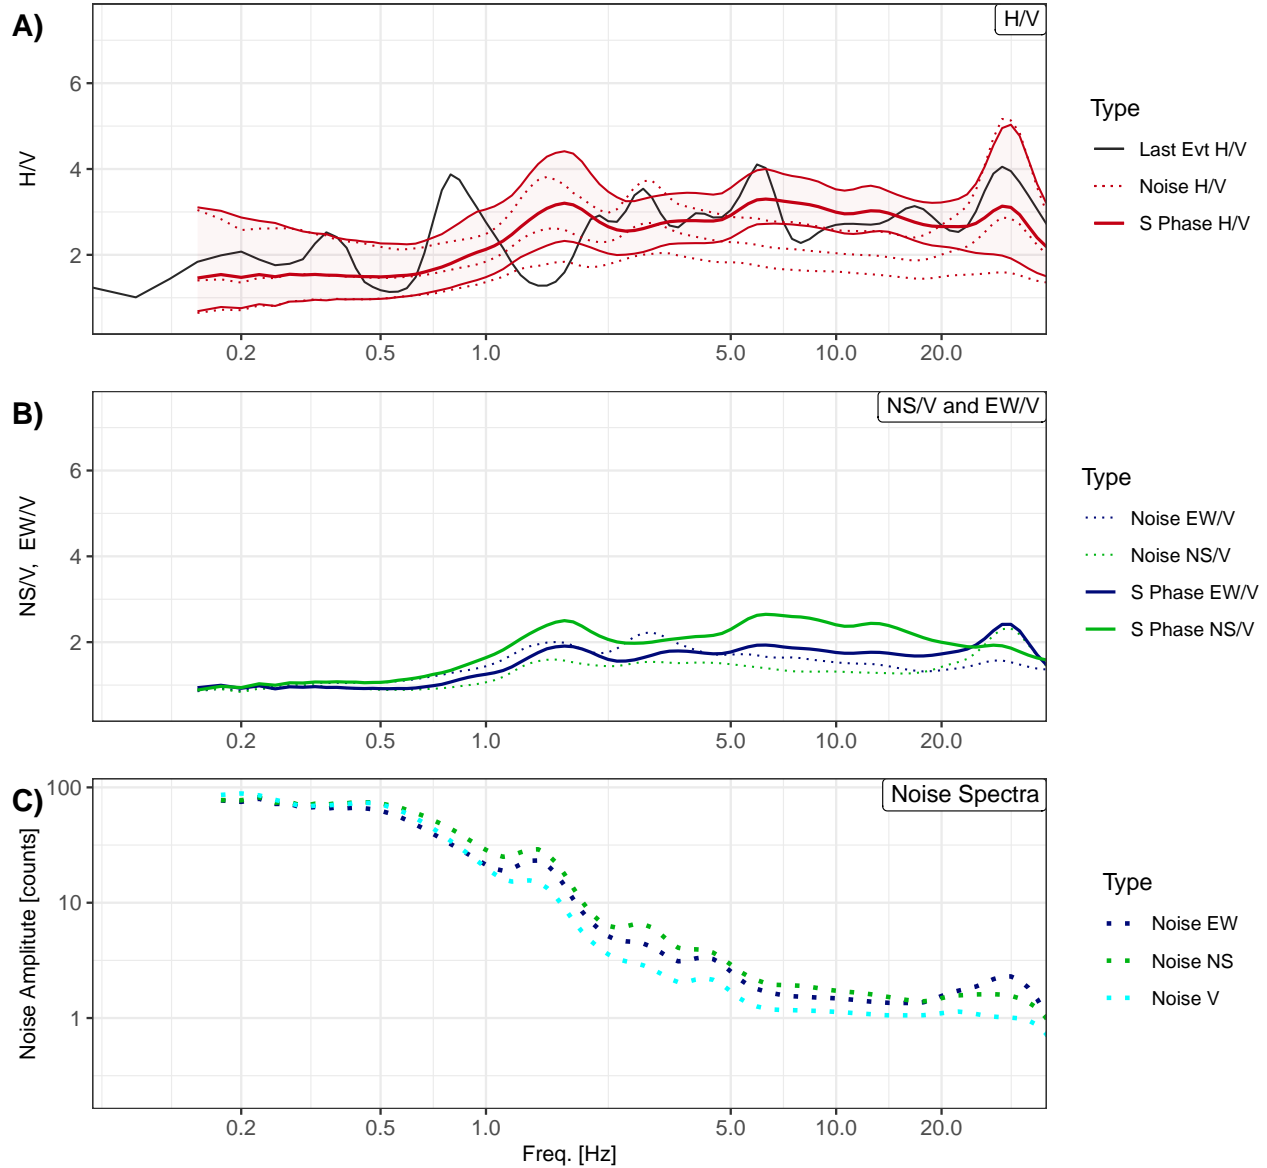 A)
H/V
6
4
2
H/V
0.2 0.5 1.0 5.0 10.0 20.0
Type
Last Evt H/V
Noise H/V
S Phase H/V
B)
NS/V and EW/V
6
4
2
NS/V, EW/V
0.2 0.5 1.0 5.0 10.0 20.0
Type
Noise EW/V
Noise NS/V
S Phase EW/V
S Phase NS/V
C)
Noise Spectra
100
10
1
Noise Amplitute [counts]
0.2 0.5 1.0 5.0 10.0 20.0
Freq. [Hz]
Type
Noise EW
Noise NS
Noise V